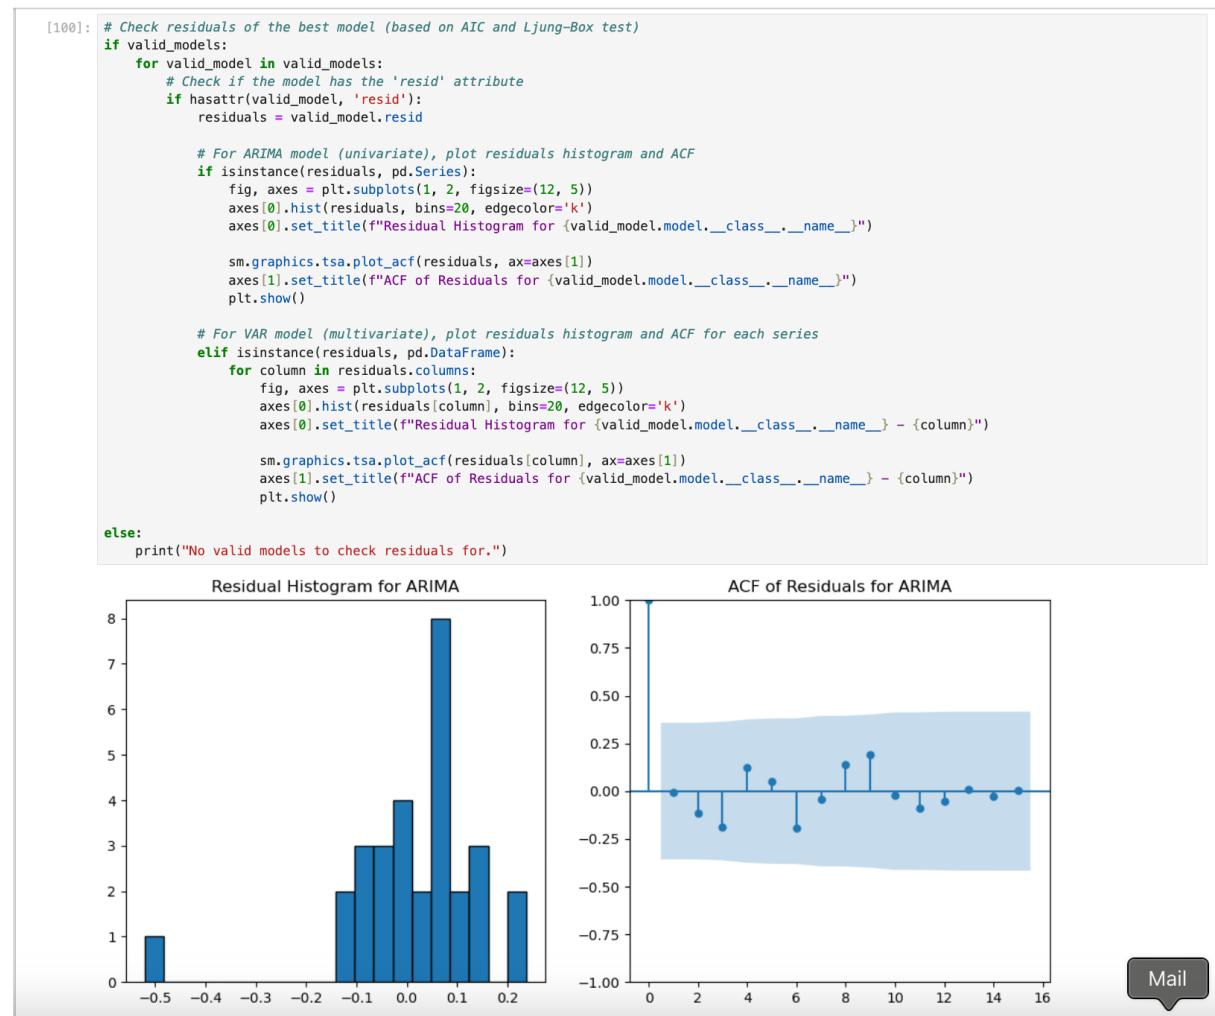 [100]: # Check residuals of the best model (based on AIC and Ljung-Box test)
if valid_models:
    for valid_model in valid_models:
        # Check if the model has the 'resid' attribute
        if hasattr(valid_model, 'resid'):
            residuals = valid_model.resid

            # For ARIMA model (univariate), plot residuals histogram and ACF
            if isinstance(residuals, pd.Series):
                fig, axes = plt.subplots(1, 2, figsize=(12, 5))
                axes[0].hist(residuals, bins=20, edgecolor='k')
                axes[0].set_title(f"Residual Histogram for {valid_model.model.__class__.__name__}")

                sm.graphics.tsa.plot_acf(residuals, ax=axes[1])
                axes[1].set_title(f"ACF of Residuals for {valid_model.model.__class__.__name__}")
                plt.show()

            # For VAR model (multivariate), plot residuals histogram and ACF for each series
            elif isinstance(residuals, pd.DataFrame):
                for column in residuals.columns:
                    fig, axes = plt.subplots(1, 2, figsize=(12, 5))
                    axes[0].hist(residuals[column], bins=20, edgecolor='k')
                    axes[0].set_title(f"Residual Histogram for {valid_model.model.__class__.__name__} - {column}")

                    sm.graphics.tsa.plot_acf(residuals[column], ax=axes[1])
                    axes[1].set_title(f"ACF of Residuals for {valid_model.model.__class__.__name__} - {column}")
                    plt.show()

else:
    print("No valid models to check residuals for.")
Residual Histogram for ARIMA
8
7
6
5
4
3
2
1
0
−0.5 −0.4 −0.3 −0.2 −0.1 0.0 0.1 0.2
ACF of Residuals for ARIMA
1.00
0.75
0.50
0.25
0.00
−0.25
−0.50
−0.75
−1.00
0 2 4 6 8 10 12 14 16
Mail